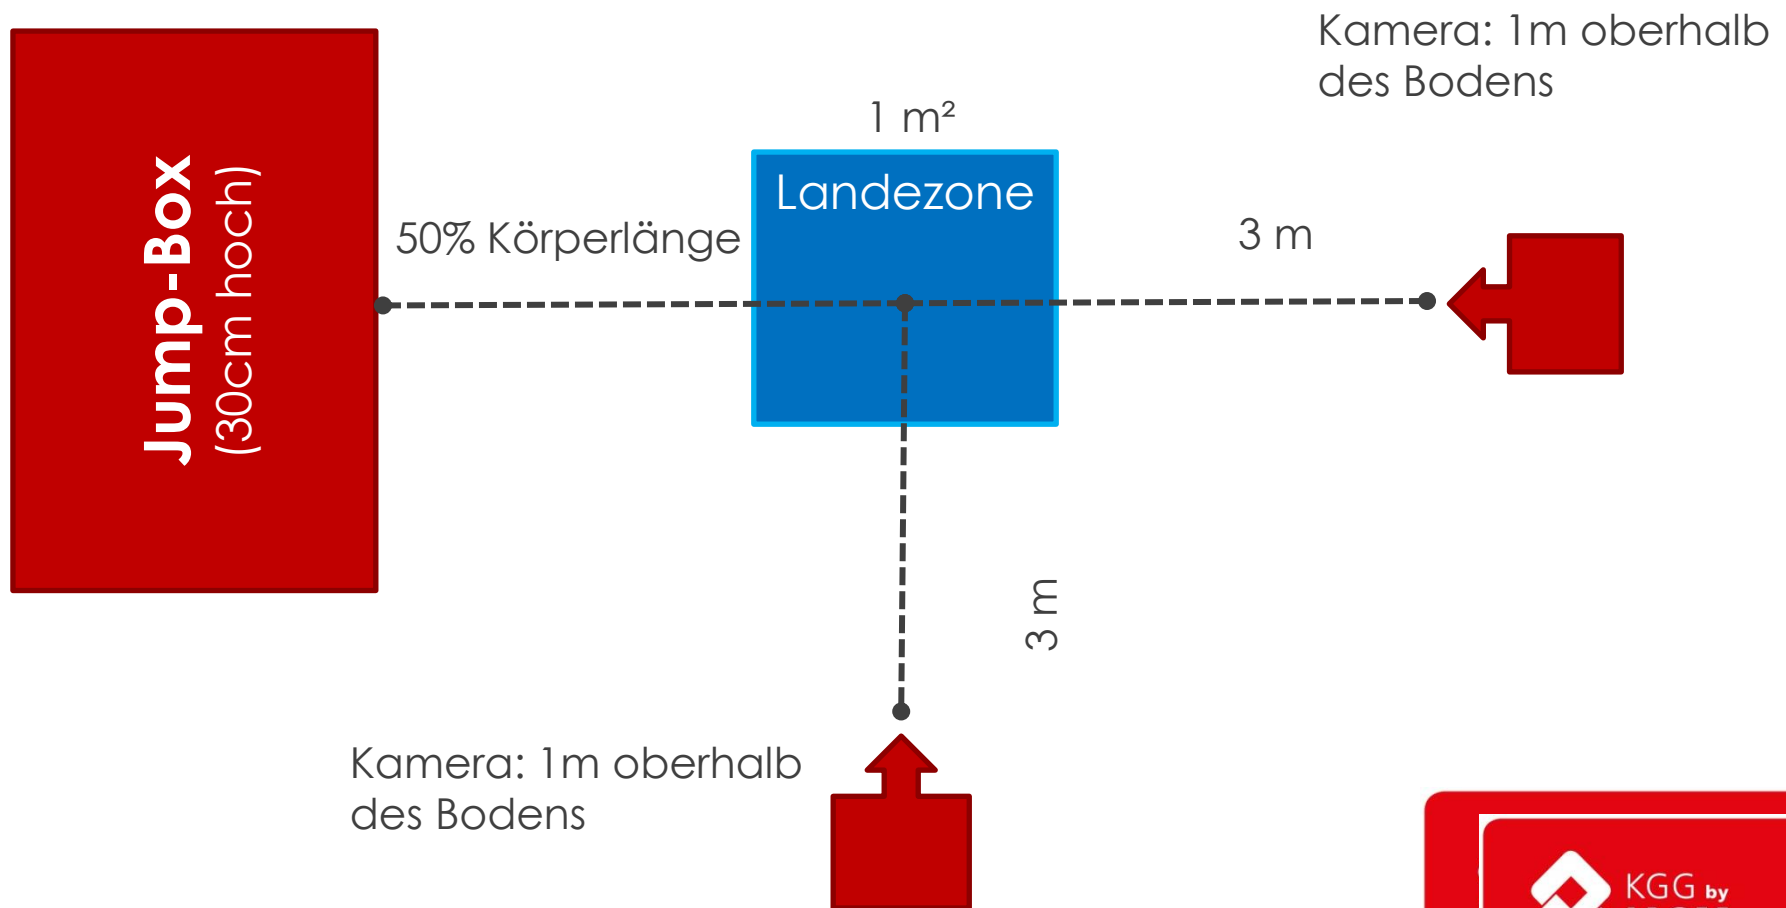 Kamera: 1m oberhalb
des Bodens
1 m²
Landezone
Jump-Box
(30cm hoch)
50% Körperlänge
3 m
3 m
Kamera: 1m oberhalb
des Bodens
KGG by